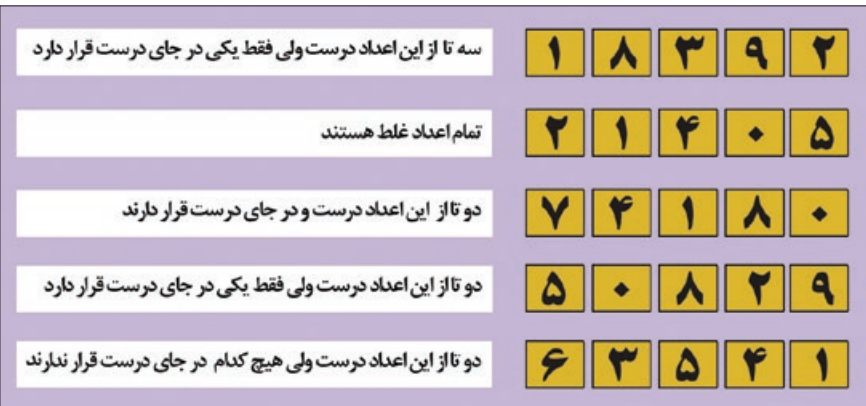 سه تا از این اعداد درست ولی فقط یکی در جای درست قرار دارد
۱ ۸ ۳ ۹ ۲
تمام اعداد غلط هستند
۲ ۱ ۴ ۰ ۵
دو تا از این اعداد درست و در جای درست قرار دارند
۷ ۴ ۱ ۸ ۰
دو تا از این اعداد درست ولی فقط یکی در جای درست قرار دارد
۵ ۰ ۸ ۲ ۹
دو تا از این اعداد درست ولی هیچ کدام در جای درست قرار ندارند
۶ ۳ ۵ ۴ ۱